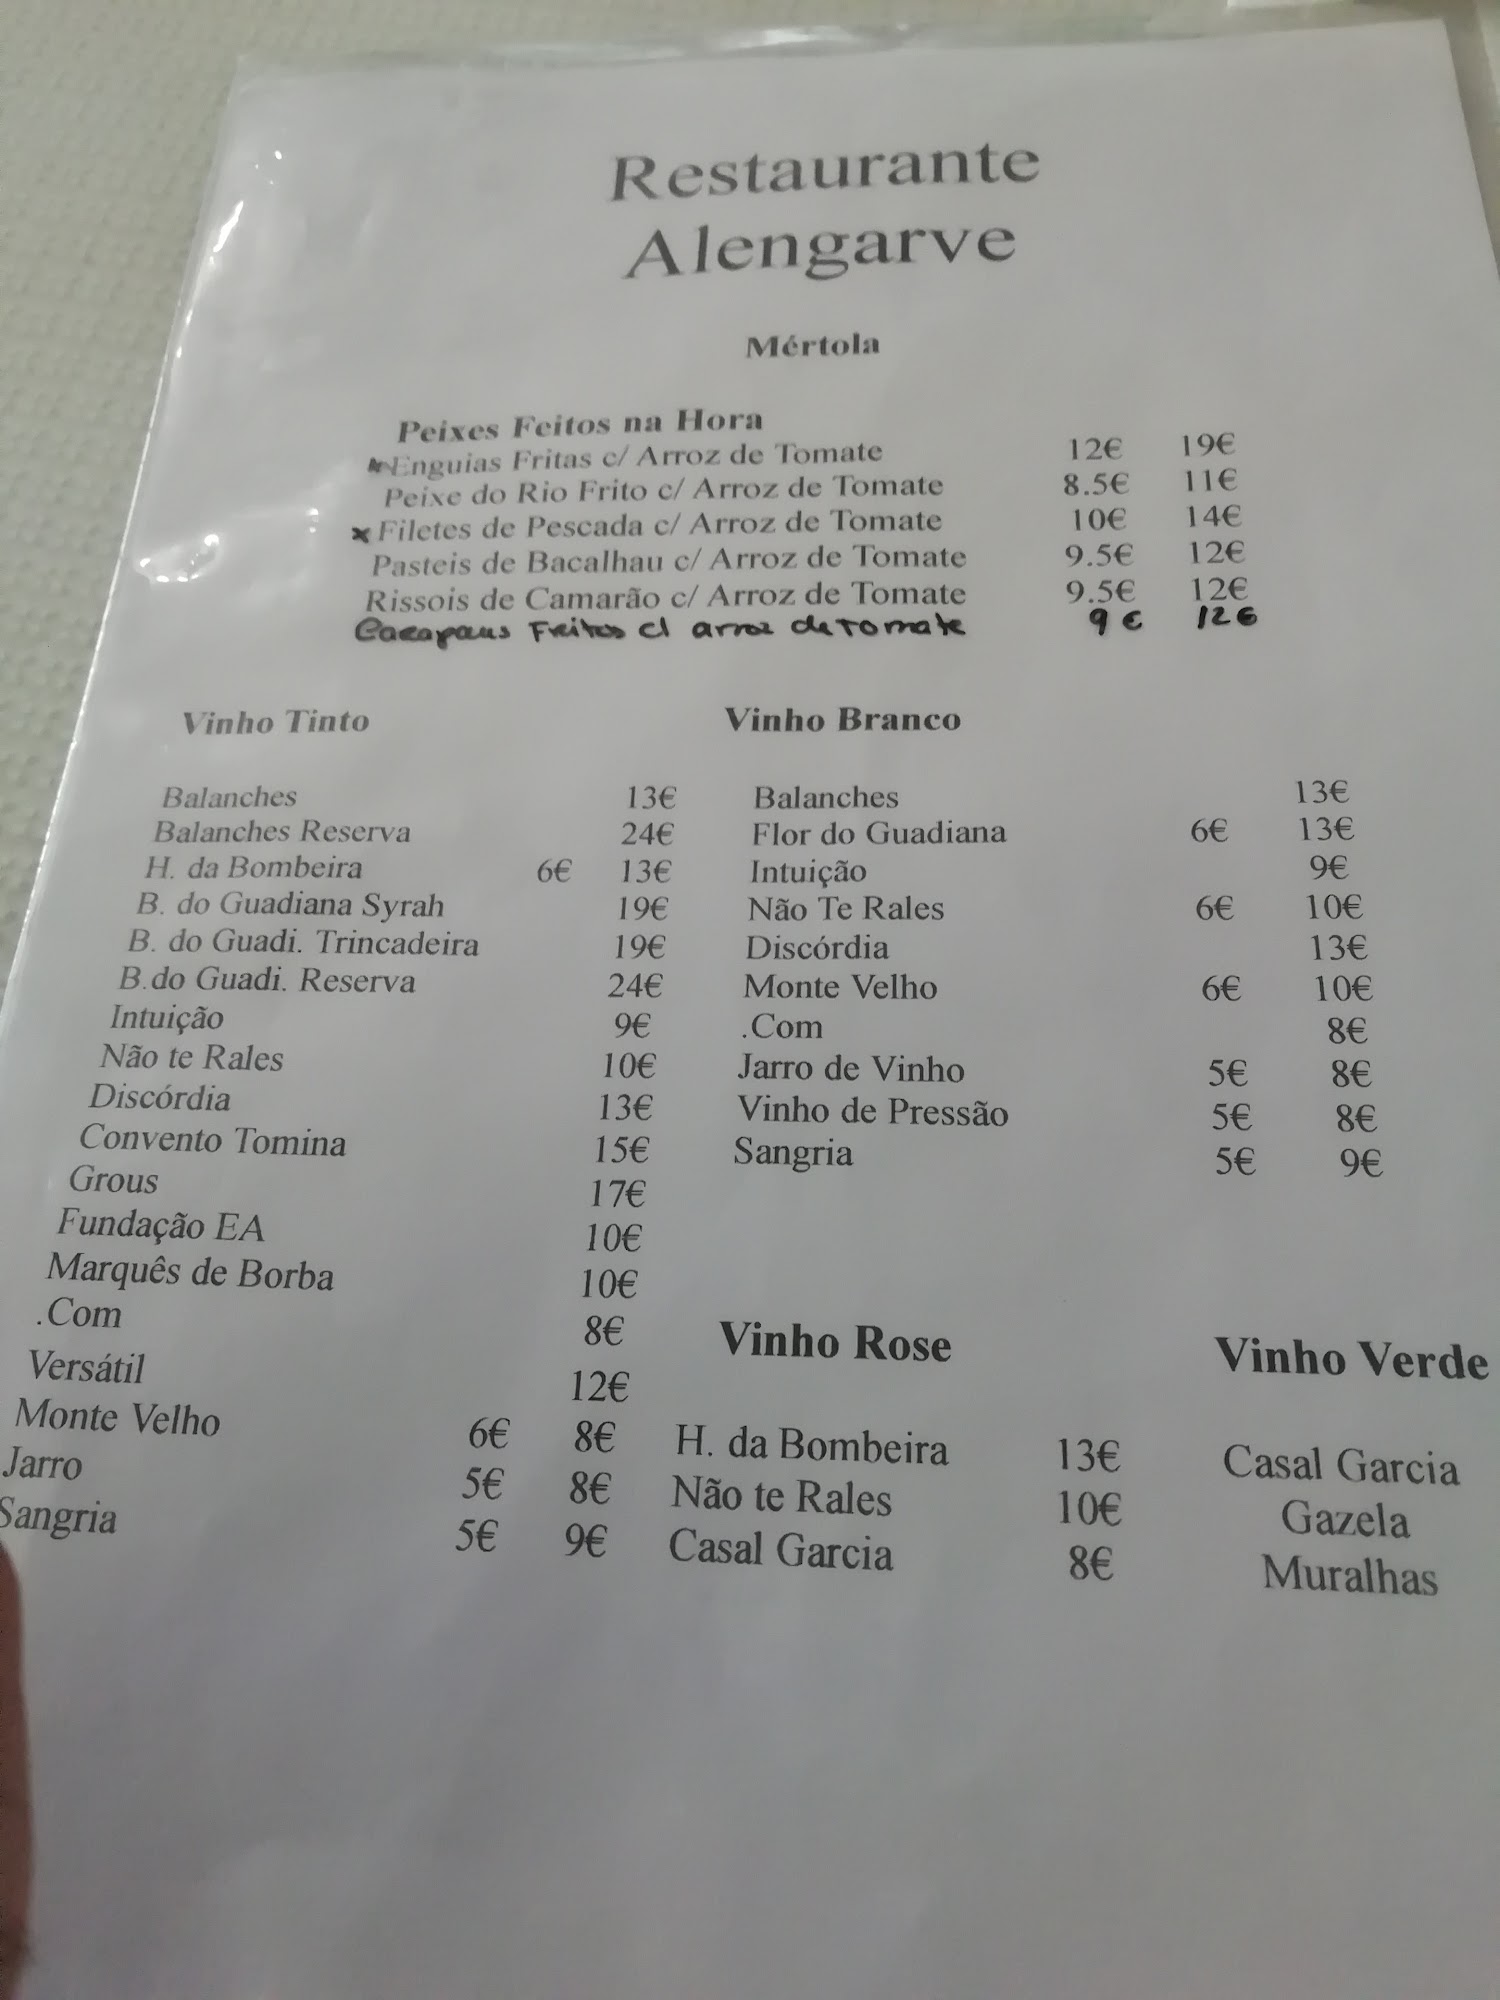 Restaurante
Alengarve
Mértola
Peixes Feitos na Hora
Enguias Fritas c/ Arroz de Tomate 12€ 19€
Peixe do Rio Frito c/ Arroz de Tomate 8.5€ 11€
x Filetes de Pescada c/ Arroz de Tomate 10€ 14€
Pasteis de Bacalhau c/ Arroz de Tomate 9.5€ 12€
Rissois de Camarão c/ Arroz de Tomate 9.5€ 12€
Carapaus Fritos c/ arroz de Tomate 9€ 12€
Vinho Tinto
Balanches 13€
Balanches Reserva 24€
H. da Bombeira 6€ 13€
B. do Guadiana Syrah 19€
B. do Guadi. Trincadeira 19€
B.do Guadi. Reserva 24€
Intuição 9€
Não te Rales 10€
Discórdia 13€
Convento Tomina 15€
Grous 17€
Fundação EA 10€
Marquês de Borba 10€
.Com 8€
Versátil 12€
Monte Velho 6€ 8€
Jarro 5€ 8€
Sangria 5€ 9€
Vinho Branco
Balanches 13€
Flor do Guadiana 6€ 13€
Intuição 9€
Não Te Rales 6€ 10€
Discórdia 13€
Monte Velho 6€ 10€
.Com 8€
Jarro de Vinho 5€ 8€
Vinho de Pressão 5€ 8€
Sangria 5€ 9€
Vinho Rose
H. da Bombeira 13€
Não te Rales 10€
Casal Garcia 8€
Vinho Verde
Casal Garcia
Gazela
Muralhas